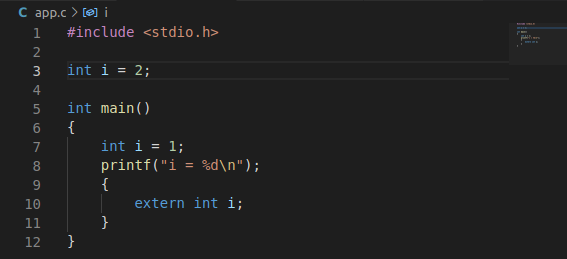 C app.c > i
1 #include <stdio.h>
2
3 int i = 2;
4
5 int main()
6 {
7     int i = 1;
8     printf("i = %d\n");
9     {
10         extern int i;
11     }
12 }